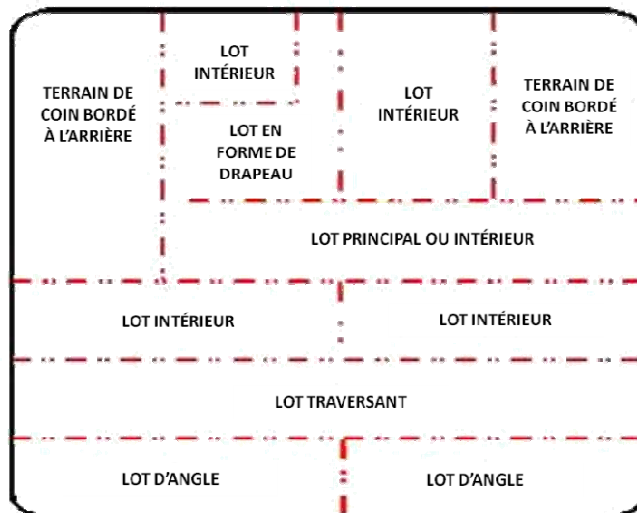 TERRAIN DE
COIN BORDÉ
À L'ARRIÈRE
LOT
INTÉRIEUR
LOT EN
FORME DE
DRAPEAU
LOT
INTÉRIEUR
TERRAIN DE
COIN BORDÉ
À L'ARRIÈRE
LOT PRINCIPAL OU INTÉRIEUR
LOT INTÉRIEUR
LOT INTÉRIEUR
LOT TRAVERSANT
LOT D'ANGLE
LOT D'ANGLE